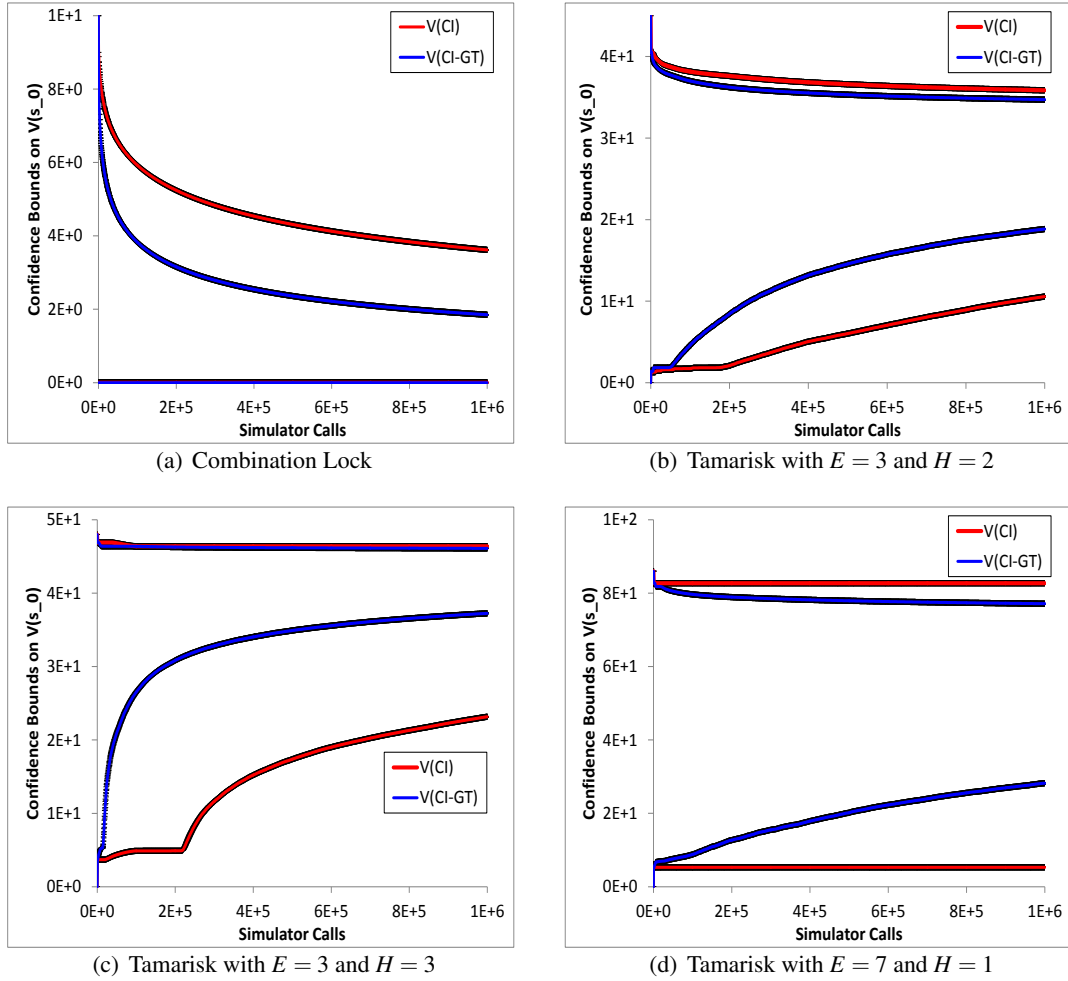 1E+1
8E+0
6E+0
4E+0
2E+0
0E+0
Confidence Bounds on V(s_0)
V(CI)
V(CI-GT)
0E+0 2E+5 4E+5 6E+5 8E+5 1E+6
Simulator Calls
(a) Combination Lock
4E+1
3E+1
2E+1
1E+1
0E+0
Confidence Bounds on V(s_0)
V(CI)
V(CI-GT)
0E+0 2E+5 4E+5 6E+5 8E+5 1E+6
Simulator Calls
(b) Tamarisk with E = 3 and H = 2
5E+1
4E+1
3E+1
2E+1
1E+1
0E+0
Confidence Bounds on V(s_0)
V(CI)
V(CI-GT)
0E+0 2E+5 4E+5 6E+5 8E+5 1E+6
Simulator Calls
(c) Tamarisk with E = 3 and H = 3
1E+2
8E+1
6E+1
4E+1
2E+1
0E+0
Confidence Bounds on V(s_0)
V(CI)
V(CI-GT)
0E+0 2E+5 4E+5 6E+5 8E+5 1E+6
Simulator Calls
(d) Tamarisk with E = 7 and H = 1